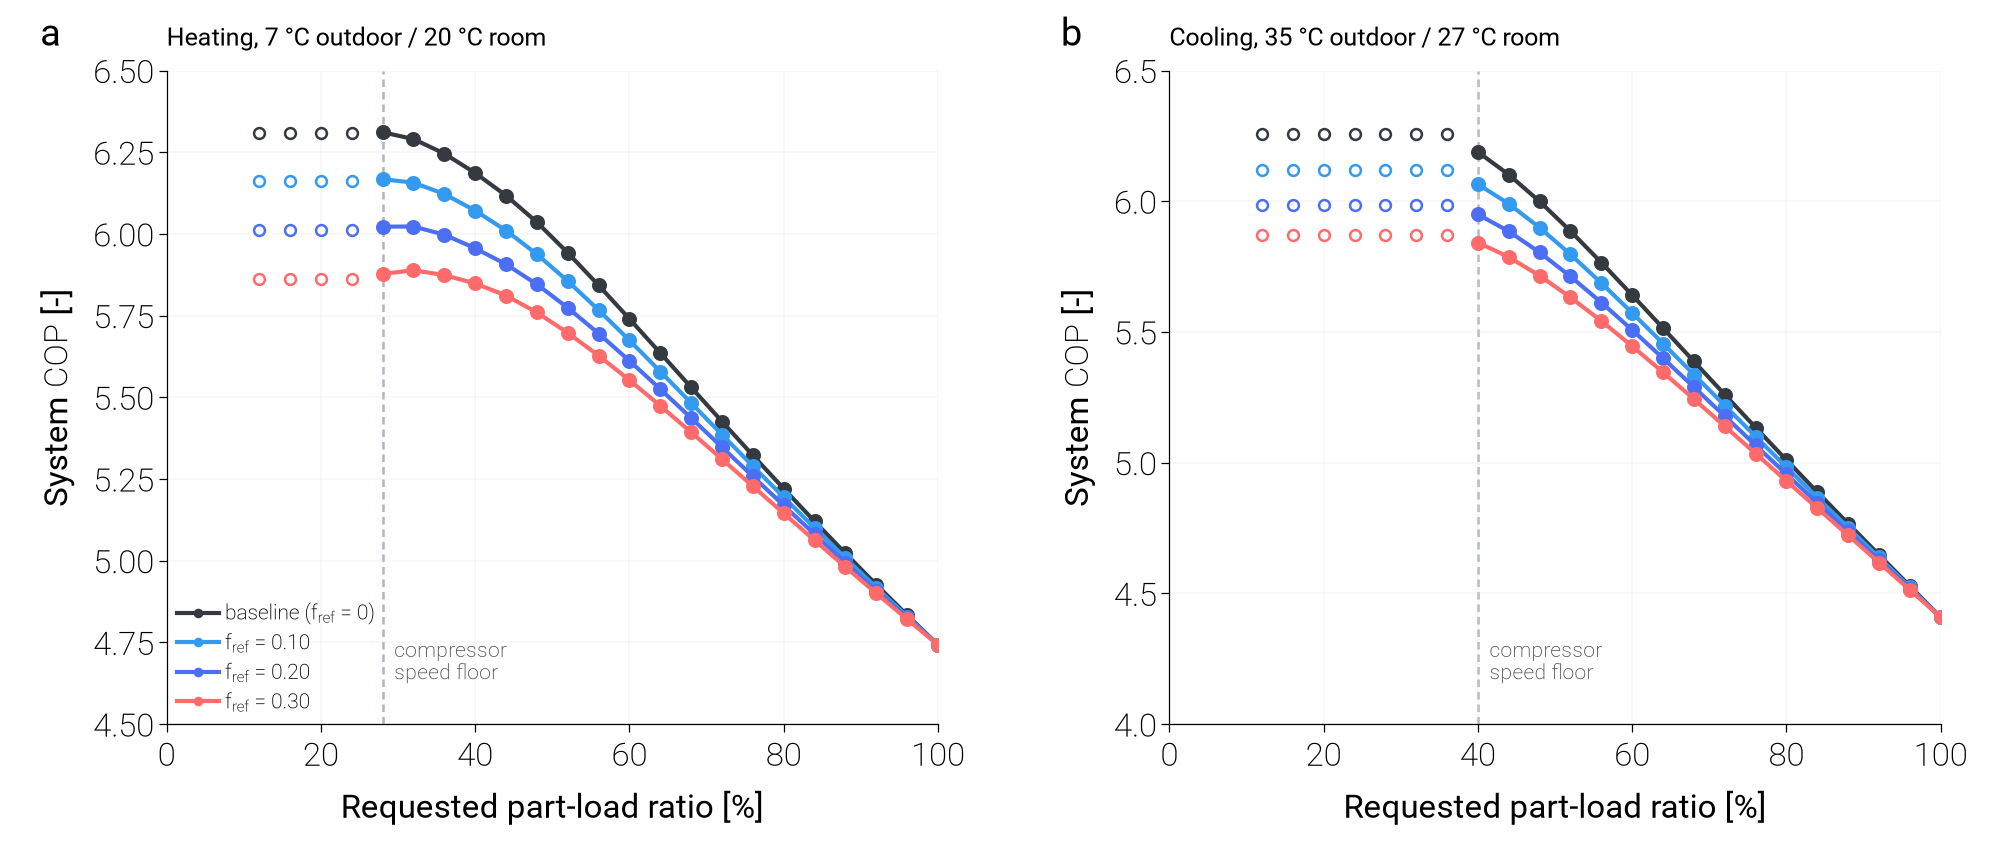 a
Heating, 7 °C outdoor / 20 °C room
6.50
6.25
6.00
5.75
5.50
5.25
5.00
4.75
4.50
System COP [-]
baseline (f_ref = 0)
f_ref = 0.10
f_ref = 0.20
f_ref = 0.30
compressor
speed floor
0 20 40 60 80 100
Requested part-load ratio [%]
b
Cooling, 35 °C outdoor / 27 °C room
6.5
6.0
5.5
5.0
4.5
4.0
System COP [-]
compressor
speed floor
0 20 40 60 80 100
Requested part-load ratio [%]